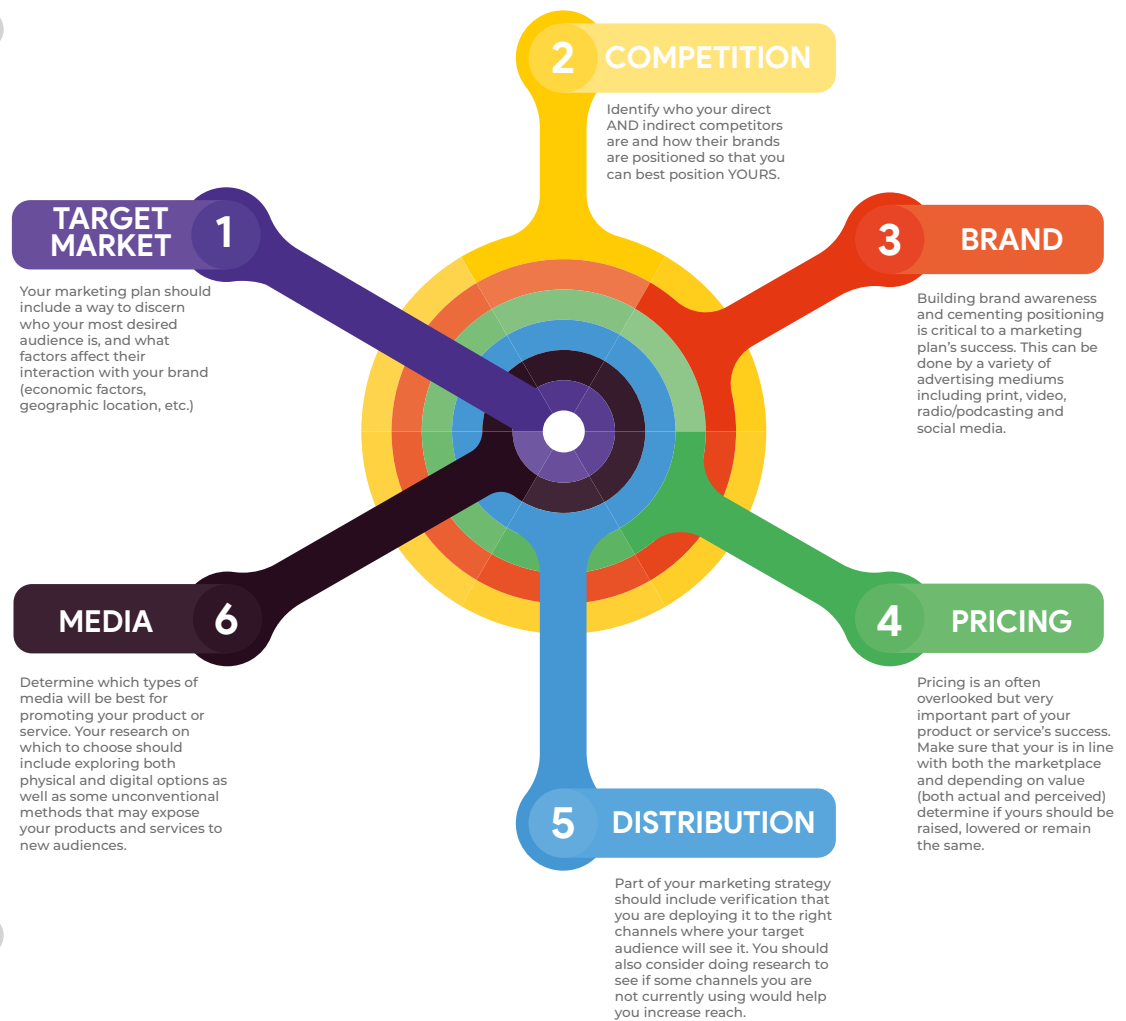 1
TARGET
MARKET
Your marketing plan should
include a way to discern
who your most desired
audience is, and what
factors affect their
interaction with your brand
(economic factors,
geographic location, etc.)
2
COMPETITION
Identify who your direct
AND indirect competitors
are and how their brands
are positioned so that you
can best position YOURS.
3
BRAND
Building brand awareness
and cementing positioning
is critical to a marketing
plan’s success. This can be
done by a variety of
advertising mediums
including print, video,
radio/podcasting and
social media.
4
PRICING
Pricing is an often
overlooked but very
important part of your
product or service’s success.
Make sure that your is in line
with both the marketplace
and depending on value
(both actual and perceived)
determine if yours should be
raised, lowered or remain
the same.
5
DISTRIBUTION
Part of your marketing strategy
should include verification that
you are deploying it to the right
channels where your target
audience will see it. You should
also consider doing research to
see if some channels you are
not currently using would help
you increase reach.
6
MEDIA
Determine which types of
media will be best for
promoting your product or
service. Your research on
which to choose should
include exploring both
physical and digital options as
well as some unconventional
methods that may expose
your products and services to
new audiences.